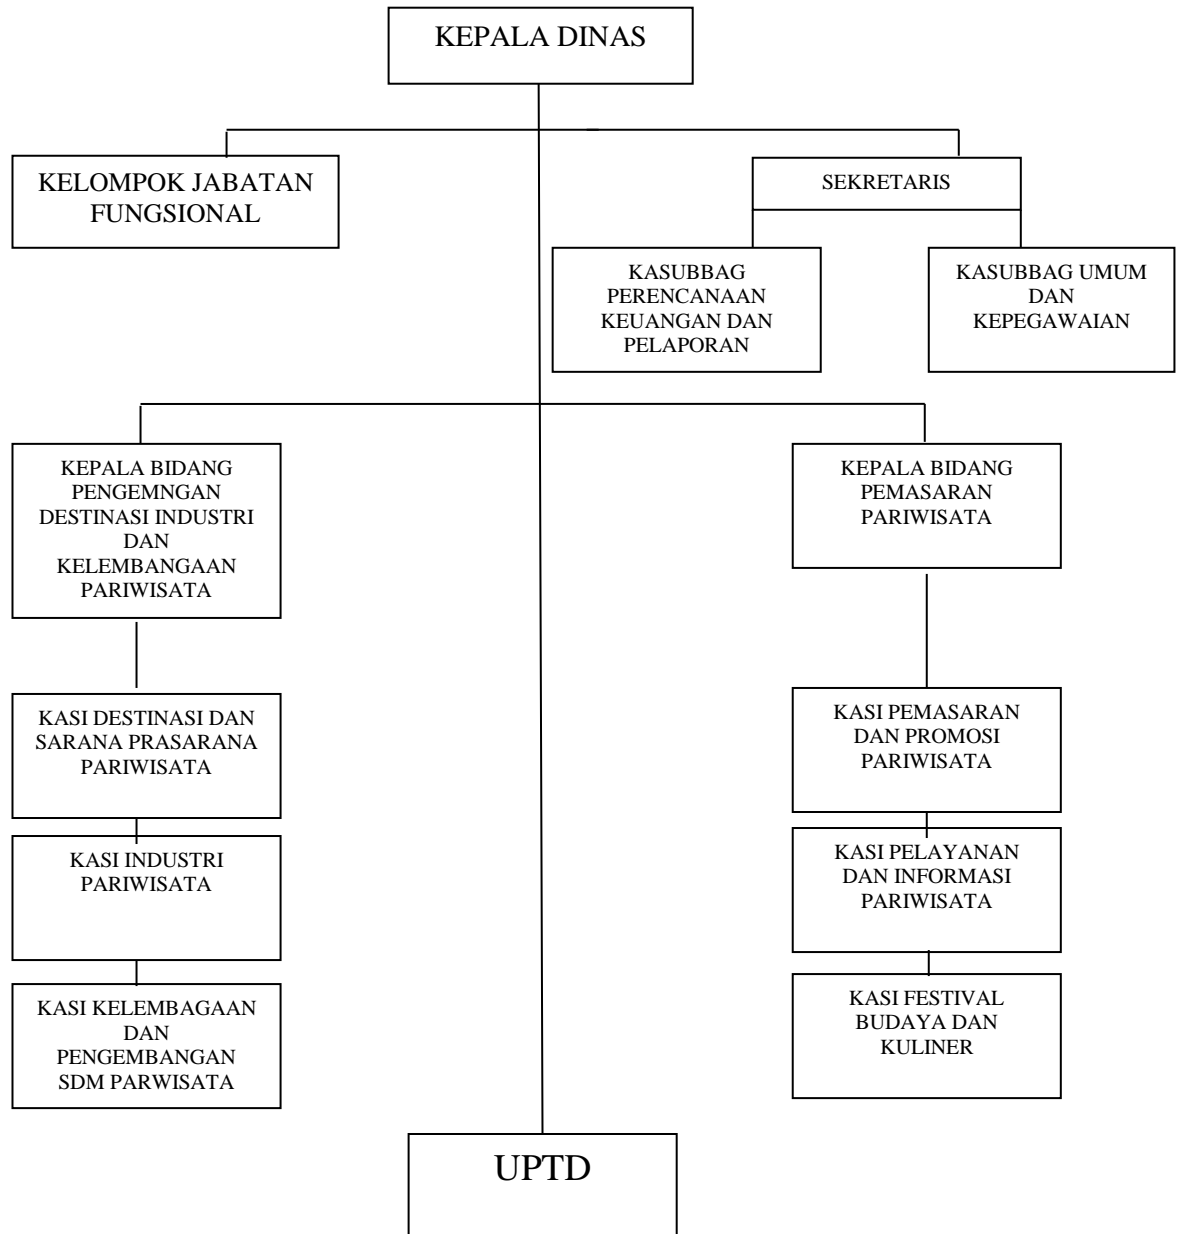 KEPALA DINAS
KELOMPOK JABATAN
FUNGSIONAL
SEKRETARIS
KASUBBAG
PERENCANAAN
KEUANGAN DAN
PELAPORAN
KASUBBAG UMUM
DAN
KEPEGAWAIAN
KEPALA BIDANG
PENGEMNGAN
DESTINASI INDUSTRI
DAN
KELEMBANGAAN
PARIWISATA
KEPALA BIDANG
PEMASARAN
PARIWISATA
KASI DESTINASI DAN
SARANA PRASARANA
PARIWISATA
KASI PEMASARAN
DAN PROMOSI
PARIWISATA
KASI INDUSTRI
PARIWISATA
KASI PELAYANAN
DAN INFORMASI
PARIWISATA
KASI KELEMBAGAAN
DAN
PENGEMBANGAN
SDM PARWISATA
KASI FESTIVAL
BUDAYA DAN
KULINER
UPTD